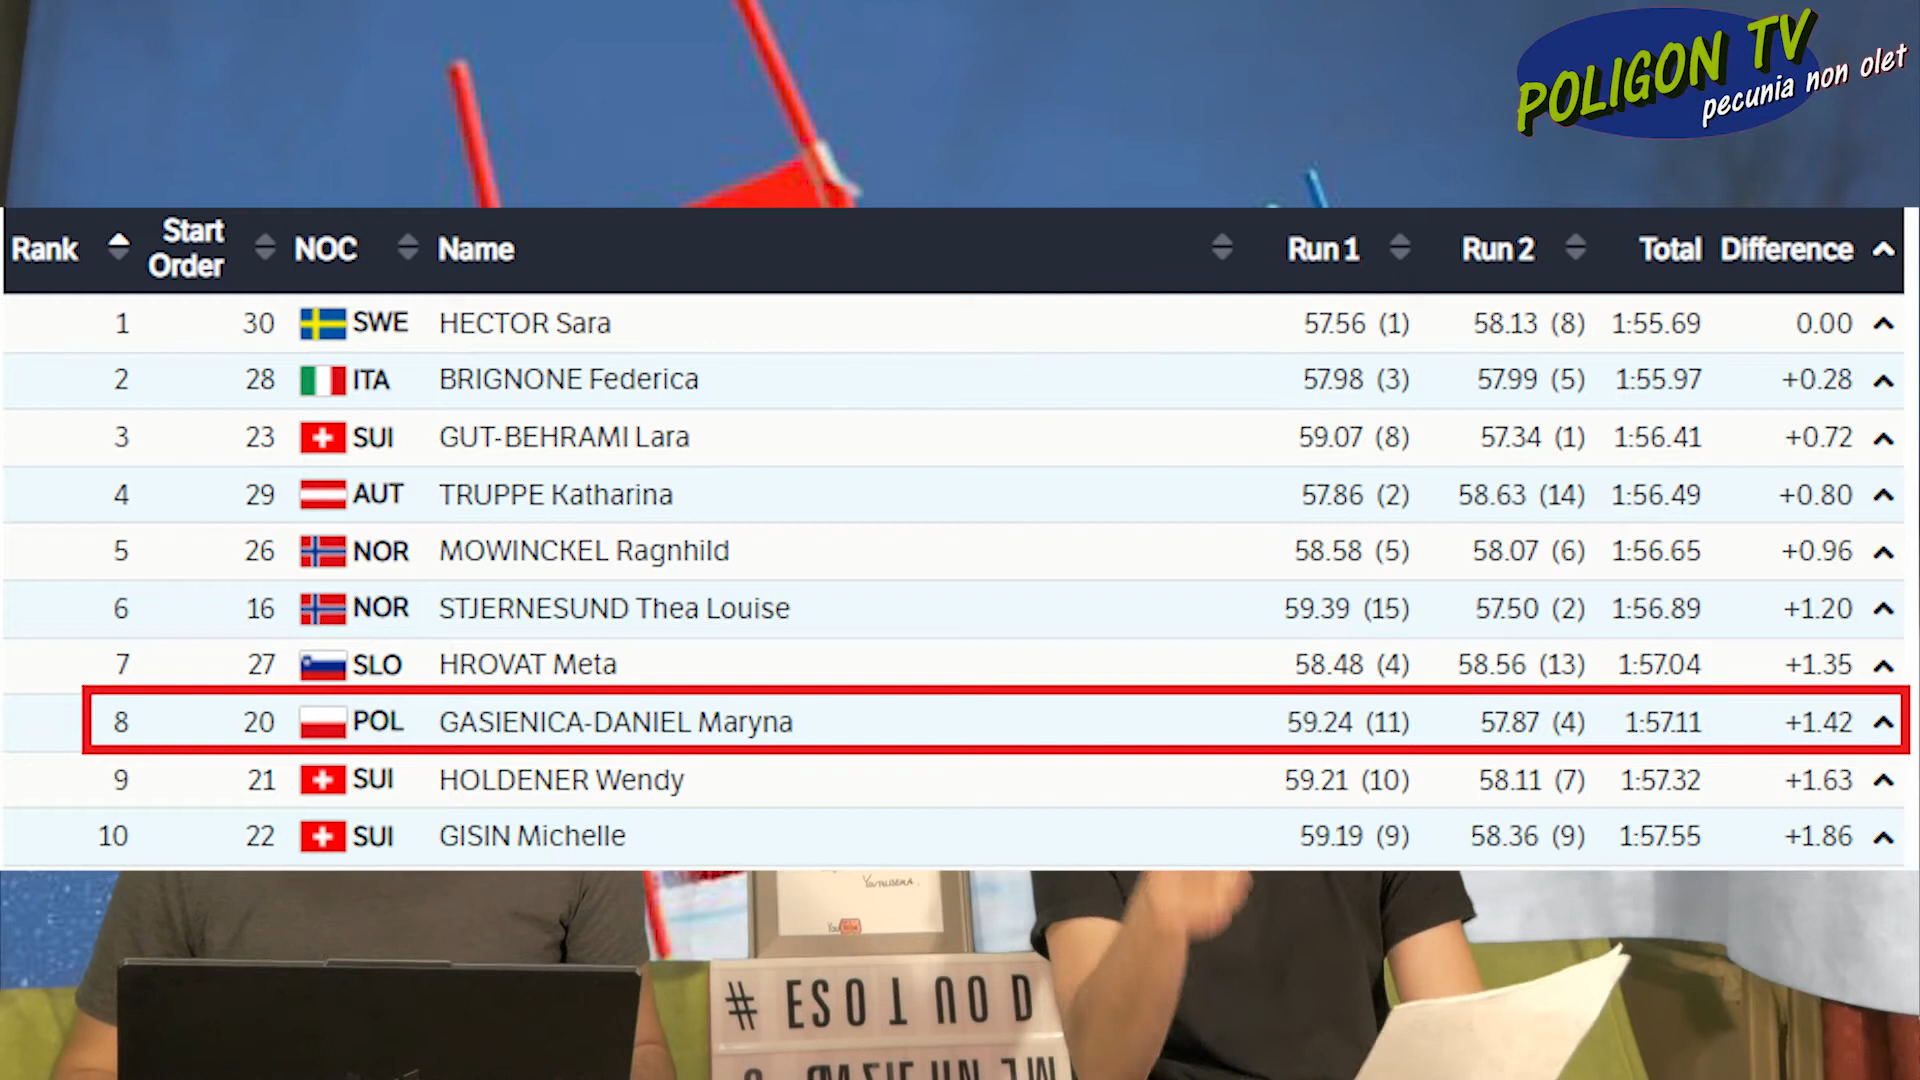 POLIGON TV
pecunia non olet
Rank Start Order NOC Name Run 1 Run 2 Total Difference
1 30 SWE HECTOR Sara 57.56 (1) 58.13 (8) 1:55.69 0.00
2 28 ITA BRIGNONE Federica 57.98 (3) 57.99 (5) 1:55.97 +0.28
3 23 SUI GUT-BEHRAMI Lara 59.07 (8) 57.34 (1) 1:56.41 +0.72
4 29 AUT TRUPPE Katharina 57.86 (2) 58.63 (14) 1:56.49 +0.80
5 26 NOR MOWINCKEL Ragnhild 58.58 (5) 58.07 (6) 1:56.65 +0.96
6 16 NOR STJERNESUND Thea Louise 59.39 (15) 57.50 (2) 1:56.89 +1.20
7 27 SLO HROVAT Meta 58.48 (4) 58.56 (13) 1:57.04 +1.35
8 20 POL GASIENICA-DANIEL Maryna 59.24 (11) 57.87 (4) 1:57.11 +1.42
9 21 SUI HOLDENER Wendy 59.21 (10) 58.11 (7) 1:57.32 +1.63
10 22 SUI GISIN Michelle 59.19 (9) 58.36 (9) 1:57.55 +1.86